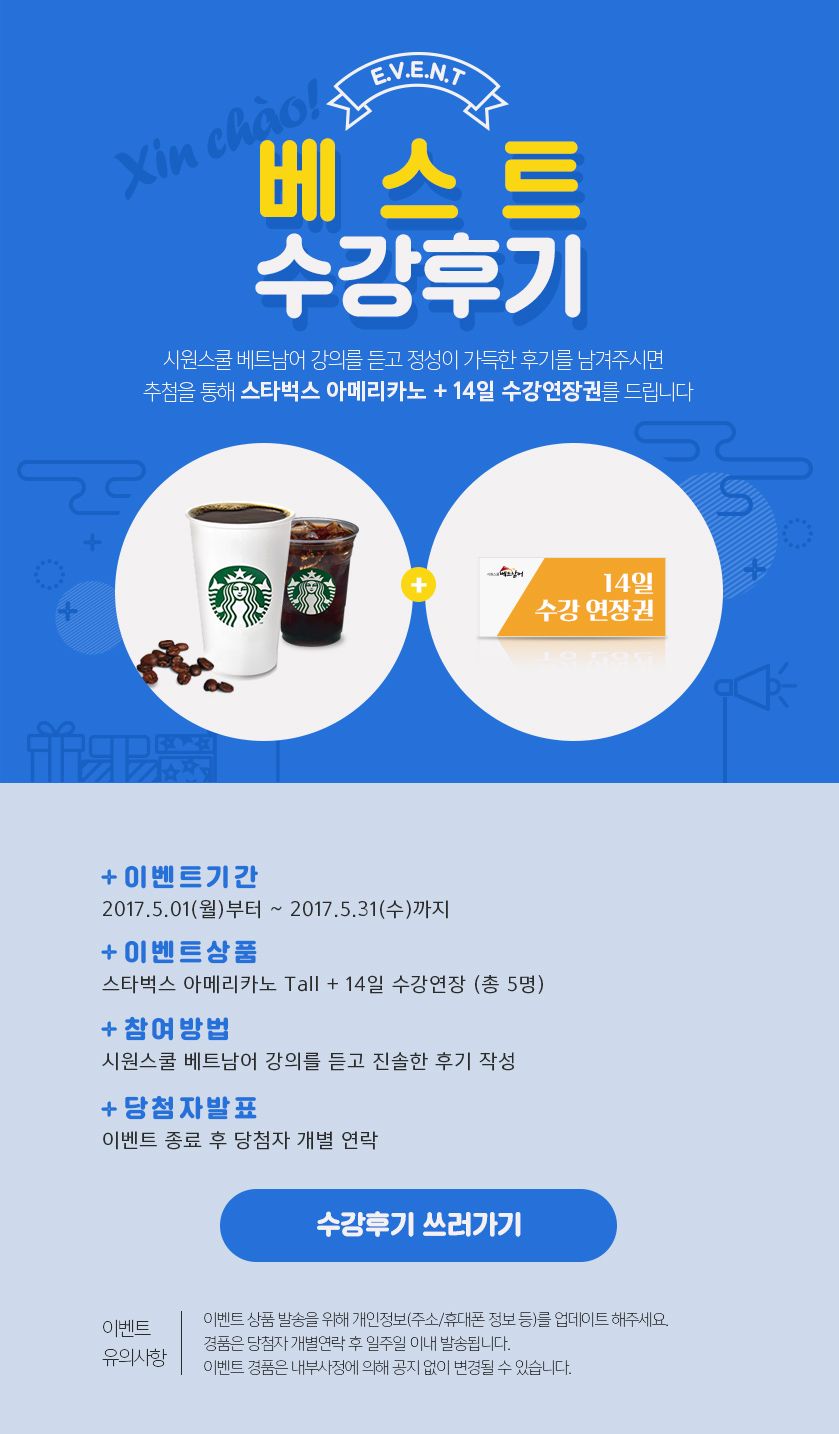 E.V.E.N.T
Xin chào!
베스트
수강후기
시원스쿨 베트남어 강의를 듣고 정성이 가득한 후기를 남겨주시면
추첨을 통해 스타벅스 아메리카노 + 14일 수강연장권를 드립니다
+
시원스쿨 베트남어
14일
수강 연장권
+ 이벤트기간
2017.5.01(월)부터 ~ 2017.5.31(수)까지
+ 이벤트상품
스타벅스 아메리카노 Tall + 14일 수강연장 (총 5명)
+ 참여방법
시원스쿨 베트남어 강의를 듣고 진솔한 후기 작성
+ 당첨자발표
이벤트 종료 후 당첨자 개별 연락
수강후기 쓰러가기
이벤트
유의사항
이벤트 상품 발송을 위해 개인정보(주소/휴대폰 정보 등)를 업데이트 해주세요.
경품은 당첨자 개별연락 후 일주일 이내 발송됩니다.
이벤트 경품은 내부사정에 의해 공지 없이 변경될 수 있습니다.